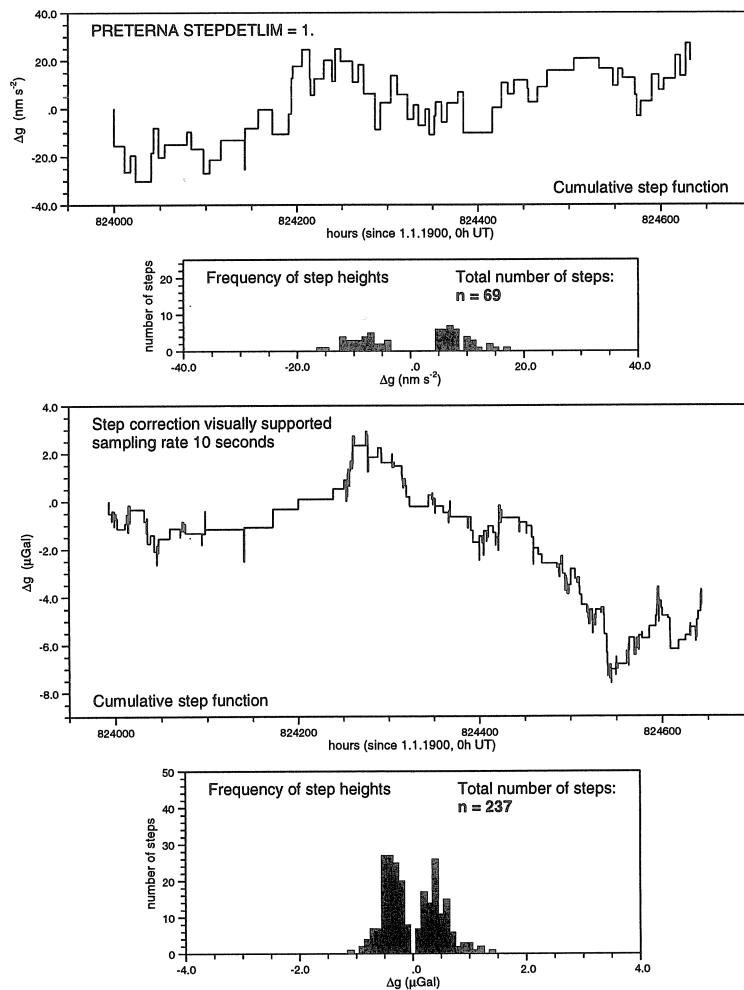 PRETERNA STEPDETLIM = 1.
40.0
20.0
.0
-20.0
-40.0
Δg (nm s⁻²)
Cumulative step function
824000
824200
824400
824600
hours (since 1.1.1900, 0h UT)
Frequency of step heights
Total number of steps:
n = 69
20
10
0
number of steps
-40.0
-20.0
.0
20.0
40.0
Δg (nm s⁻²)
Step correction visually supported
sampling rate 10 seconds
4.0
2.0
.0
-2.0
-4.0
-6.0
-8.0
Δg (μGal)
Cumulative step function
824000
824200
824400
824600
hours (since 1.1.1900, 0h UT)
Frequency of step heights
Total number of steps:
n = 237
50
40
30
20
10
0
number of steps
-4.0
-2.0
.0
2.0
4.0
Δg (μGal)